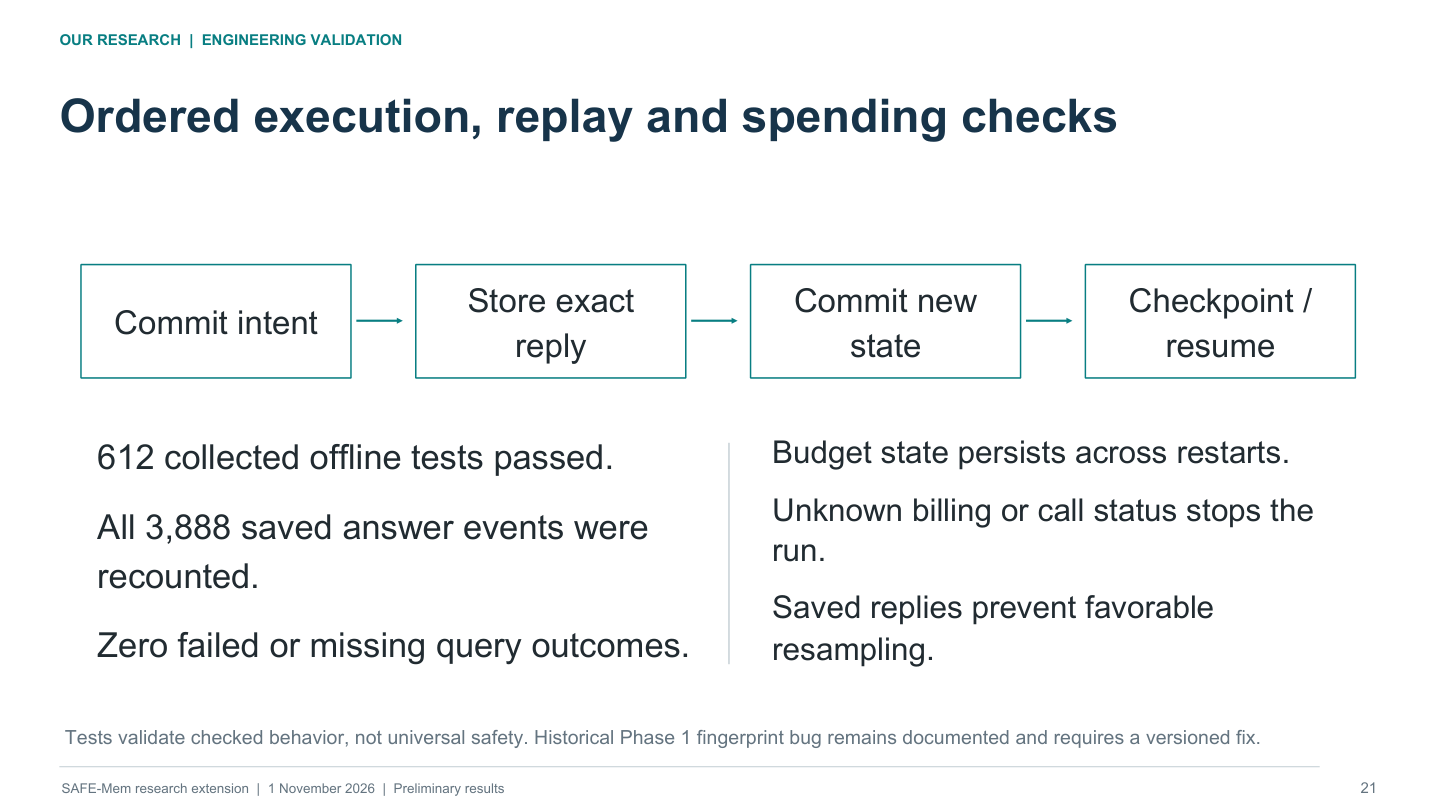 OUR RESEARCH | ENGINEERING VALIDATION
Ordered execution, replay and spending checks
Commit intent
Store exact
reply
Commit new
state
Checkpoint /
resume
612 collected offline tests passed.
All 3,888 saved answer events were
recounted.
Zero failed or missing query outcomes.
Budget state persists across restarts.
Unknown billing or call status stops the
run.
Saved replies prevent favorable
resampling.
Tests validate checked behavior, not universal safety. Historical Phase 1 fingerprint bug remains documented and requires a versioned fix.
SAFE-Mem research extension | 1 November 2026 | Preliminary results
21